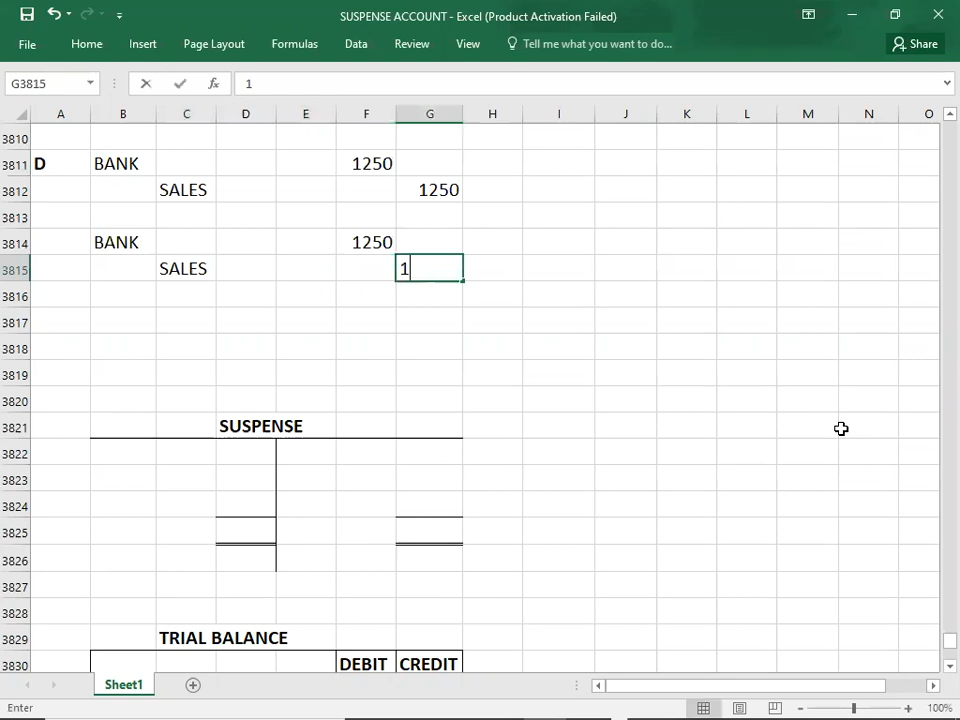 SUSPENSE ACCOUNT - Excel (Product Activation Failed)
File Home Insert Page Layout Formulas Data Review View Tell me what you want to do... Share
G3815 fx 1
A B C D E F G H I J K L M N O
3810
3811 D BANK 1250
3812 SALES 1250
3813
3814 BANK 1250
3815 SALES 1
3816
3817
3818
3819
3820
3821 SUSPENSE
3822
3823
3824
3825
3826
3827
3828
3829 TRIAL BALANCE
3830 DEBIT CREDIT
Sheet1
Enter 100%